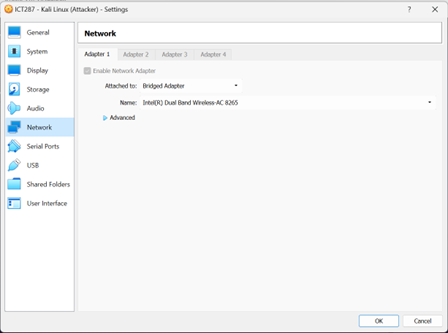 ICT287 - Kali Linux (Attacker) - Settings
General
System
Display
Storage
Audio
Network
Serial Ports
USB
Shared Folders
User Interface
Network
Adapter 1 Adapter 2 Adapter 3 Adapter 4
Enable Network Adapter
Attached to: Bridged Adapter
Name: Intel(R) Dual Band Wireless-AC 8265
Advanced
OK Cancel